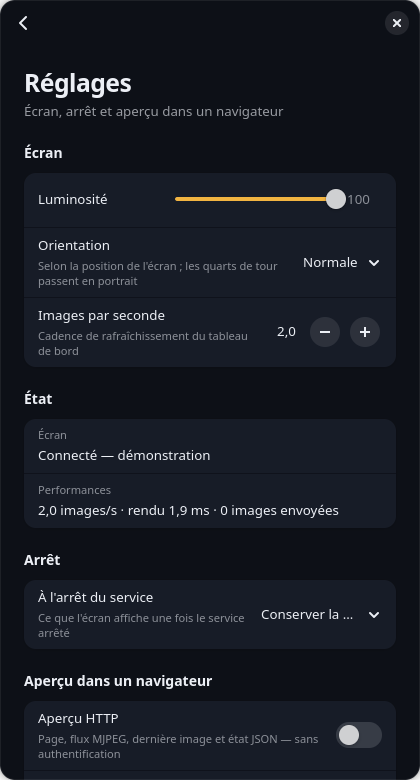 Réglages
Écran, arrêt et aperçu dans un navigateur
Écran
Luminosité
100
Orientation
Selon la position de l'écran ; les quarts de tour
passent en portrait
Normale
Images par seconde
Cadence de rafraîchissement du tableau
de bord
2,0
État
Écran
Connecté — démonstration
Performances
2,0 images/s · rendu 1,9 ms · 0 images envoyées
Arrêt
À l'arrêt du service
Ce que l'écran affiche une fois le service
arrêté
Conserver la ...
Aperçu dans un navigateur
Aperçu HTTP
Page, flux MJPEG, dernière image et état JSON — sans
authentification